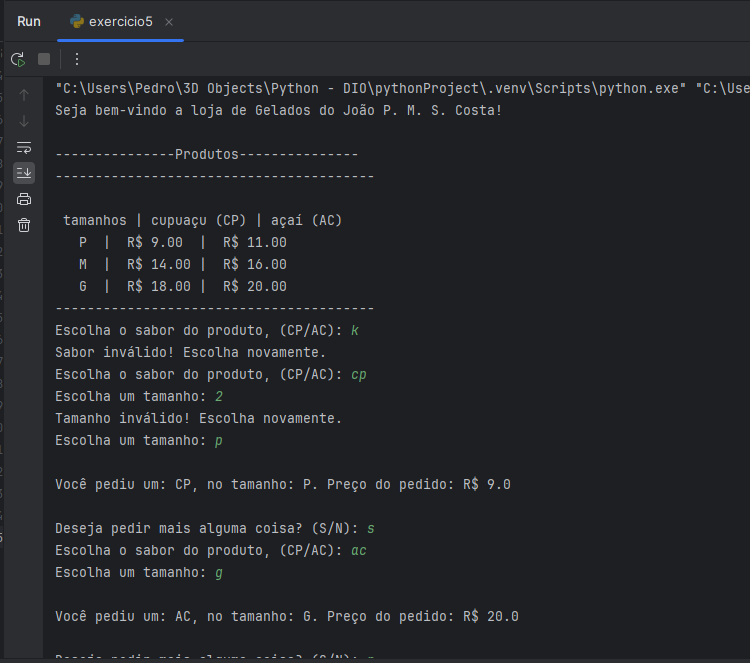 Run exercicio5
"C:\Users\Pedro\3D Objects\Python - DIO\pythonProject\.venv\Scripts\python.exe" "C:\Use
Seja bem-vindo a loja de Gelados do João P. M. S. Costa!
---------------Produtos---------------
----------------------------------------
tamanhos | cupuaçu (CP) | açaí (AC)
P | R$ 9.00 | R$ 11.00
M | R$ 14.00 | R$ 16.00
G | R$ 18.00 | R$ 20.00
----------------------------------------
Escolha o sabor do produto, (CP/AC): k
Sabor inválido! Escolha novamente.
Escolha o sabor do produto, (CP/AC): cp
Escolha um tamanho: 2
Tamanho inválido! Escolha novamente.
Escolha um tamanho: p
Você pediu um: CP, no tamanho: P. Preço do pedido: R$ 9.0
Deseja pedir mais alguma coisa? (S/N): s
Escolha o sabor do produto, (CP/AC): ac
Escolha um tamanho: g
Você pediu um: AC, no tamanho: G. Preço do pedido: R$ 20.0
Deseja pedir mais alguma coisa? (S/N):